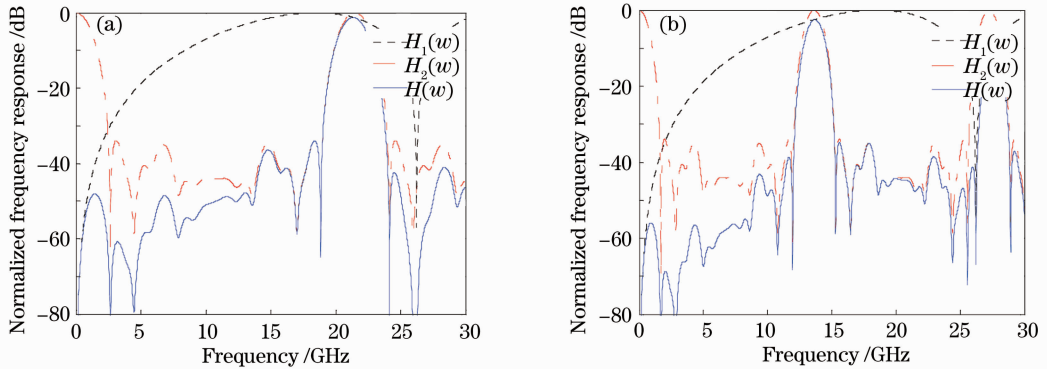 (a)
Normalized frequency response /dB
0
−20
−40
−60
−80
H₁(w)
H₂(w)
H(w)
0 5 10 15 20 25 30
Frequency /GHz
(b)
Normalized frequency response /dB
0
−20
−40
−60
−80
H₁(w)
H₂(w)
H(w)
0 5 10 15 20 25 30
Frequency /GHz